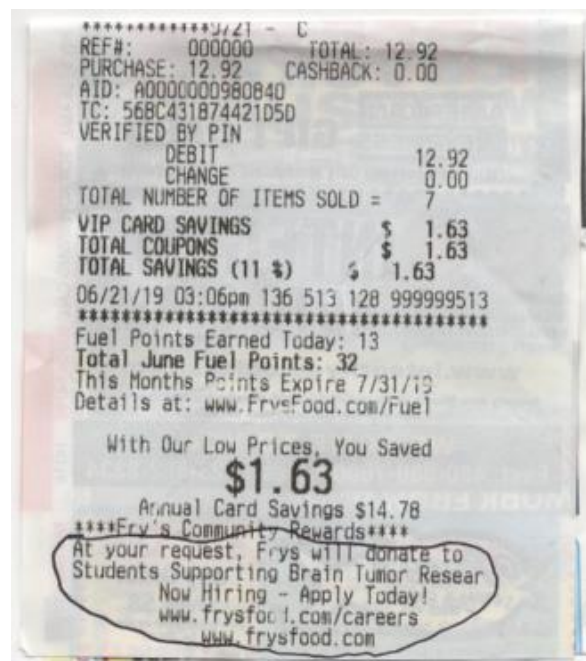 ************9721 - C
REF#: 000000 TOTAL: 12.92
PURCHASE: 12.92 CASHBACK: 0.00
AID: A0000000980840
TC: 568C431874421D5D
VERIFIED BY PIN
DEBIT 12.92
CHANGE 0.00
TOTAL NUMBER OF ITEMS SOLD = 7
VIP CARD SAVINGS $ 1.63
TOTAL COUPONS $ 1.63
TOTAL SAVINGS (11 %) $ 1.63
06/21/19 03:06pm 136 513 128 999999513
****************************************
Fuel Points Earned Today: 13
Total June Fuel Points: 32
This Months Points Expire 7/31/19
Details at: www.FrysFood.com/Fuel
With Our Low Prices, You Saved
$1.63
Annual Card Savings $14.78
****Fry's Community Rewards****
At your request, Frys will donate to
Students Supporting Brain Tumor Resear
Now Hiring - Apply Today!
www.frysfood.com/careers
www.frysfood.com